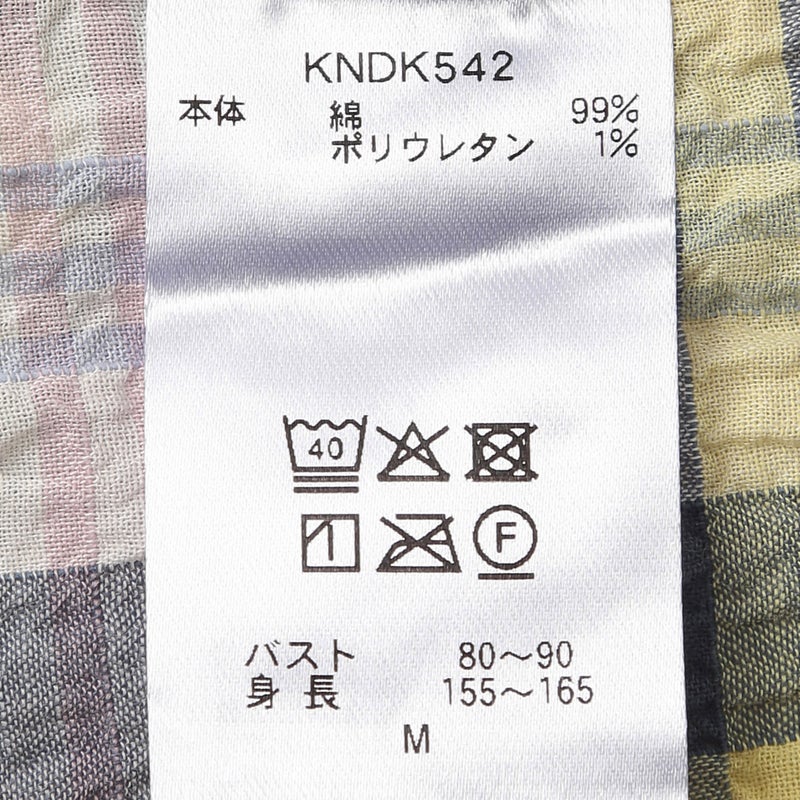 KNDK542
本体 綿 99%
ポリウレタン 1%
40
F
バスト 80〜90
身長 155〜165
M